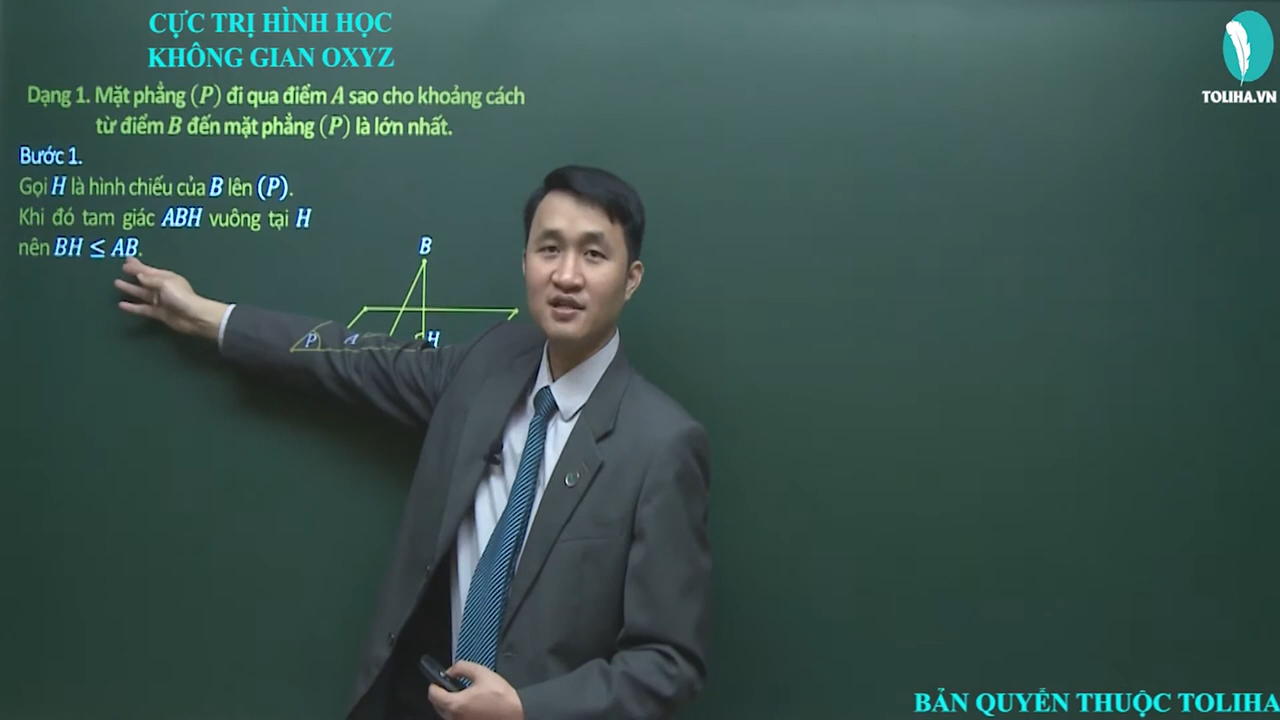 CỰC TRỊ HÌNH HỌC
KHÔNG GIAN OXYZ
TOLIHA.VN
Dạng 1. Mặt phẳng (P) đi qua điểm A sao cho khoảng cách
từ điểm B đến mặt phẳng (P) là lớn nhất.
Bước 1.
Gọi H là hình chiếu của B lên (P).
Khi đó tam giác ABH vuông tại H
nên BH ≤ AB.
B
P A H
BẢN QUYỀN THUỘC TOLIHA